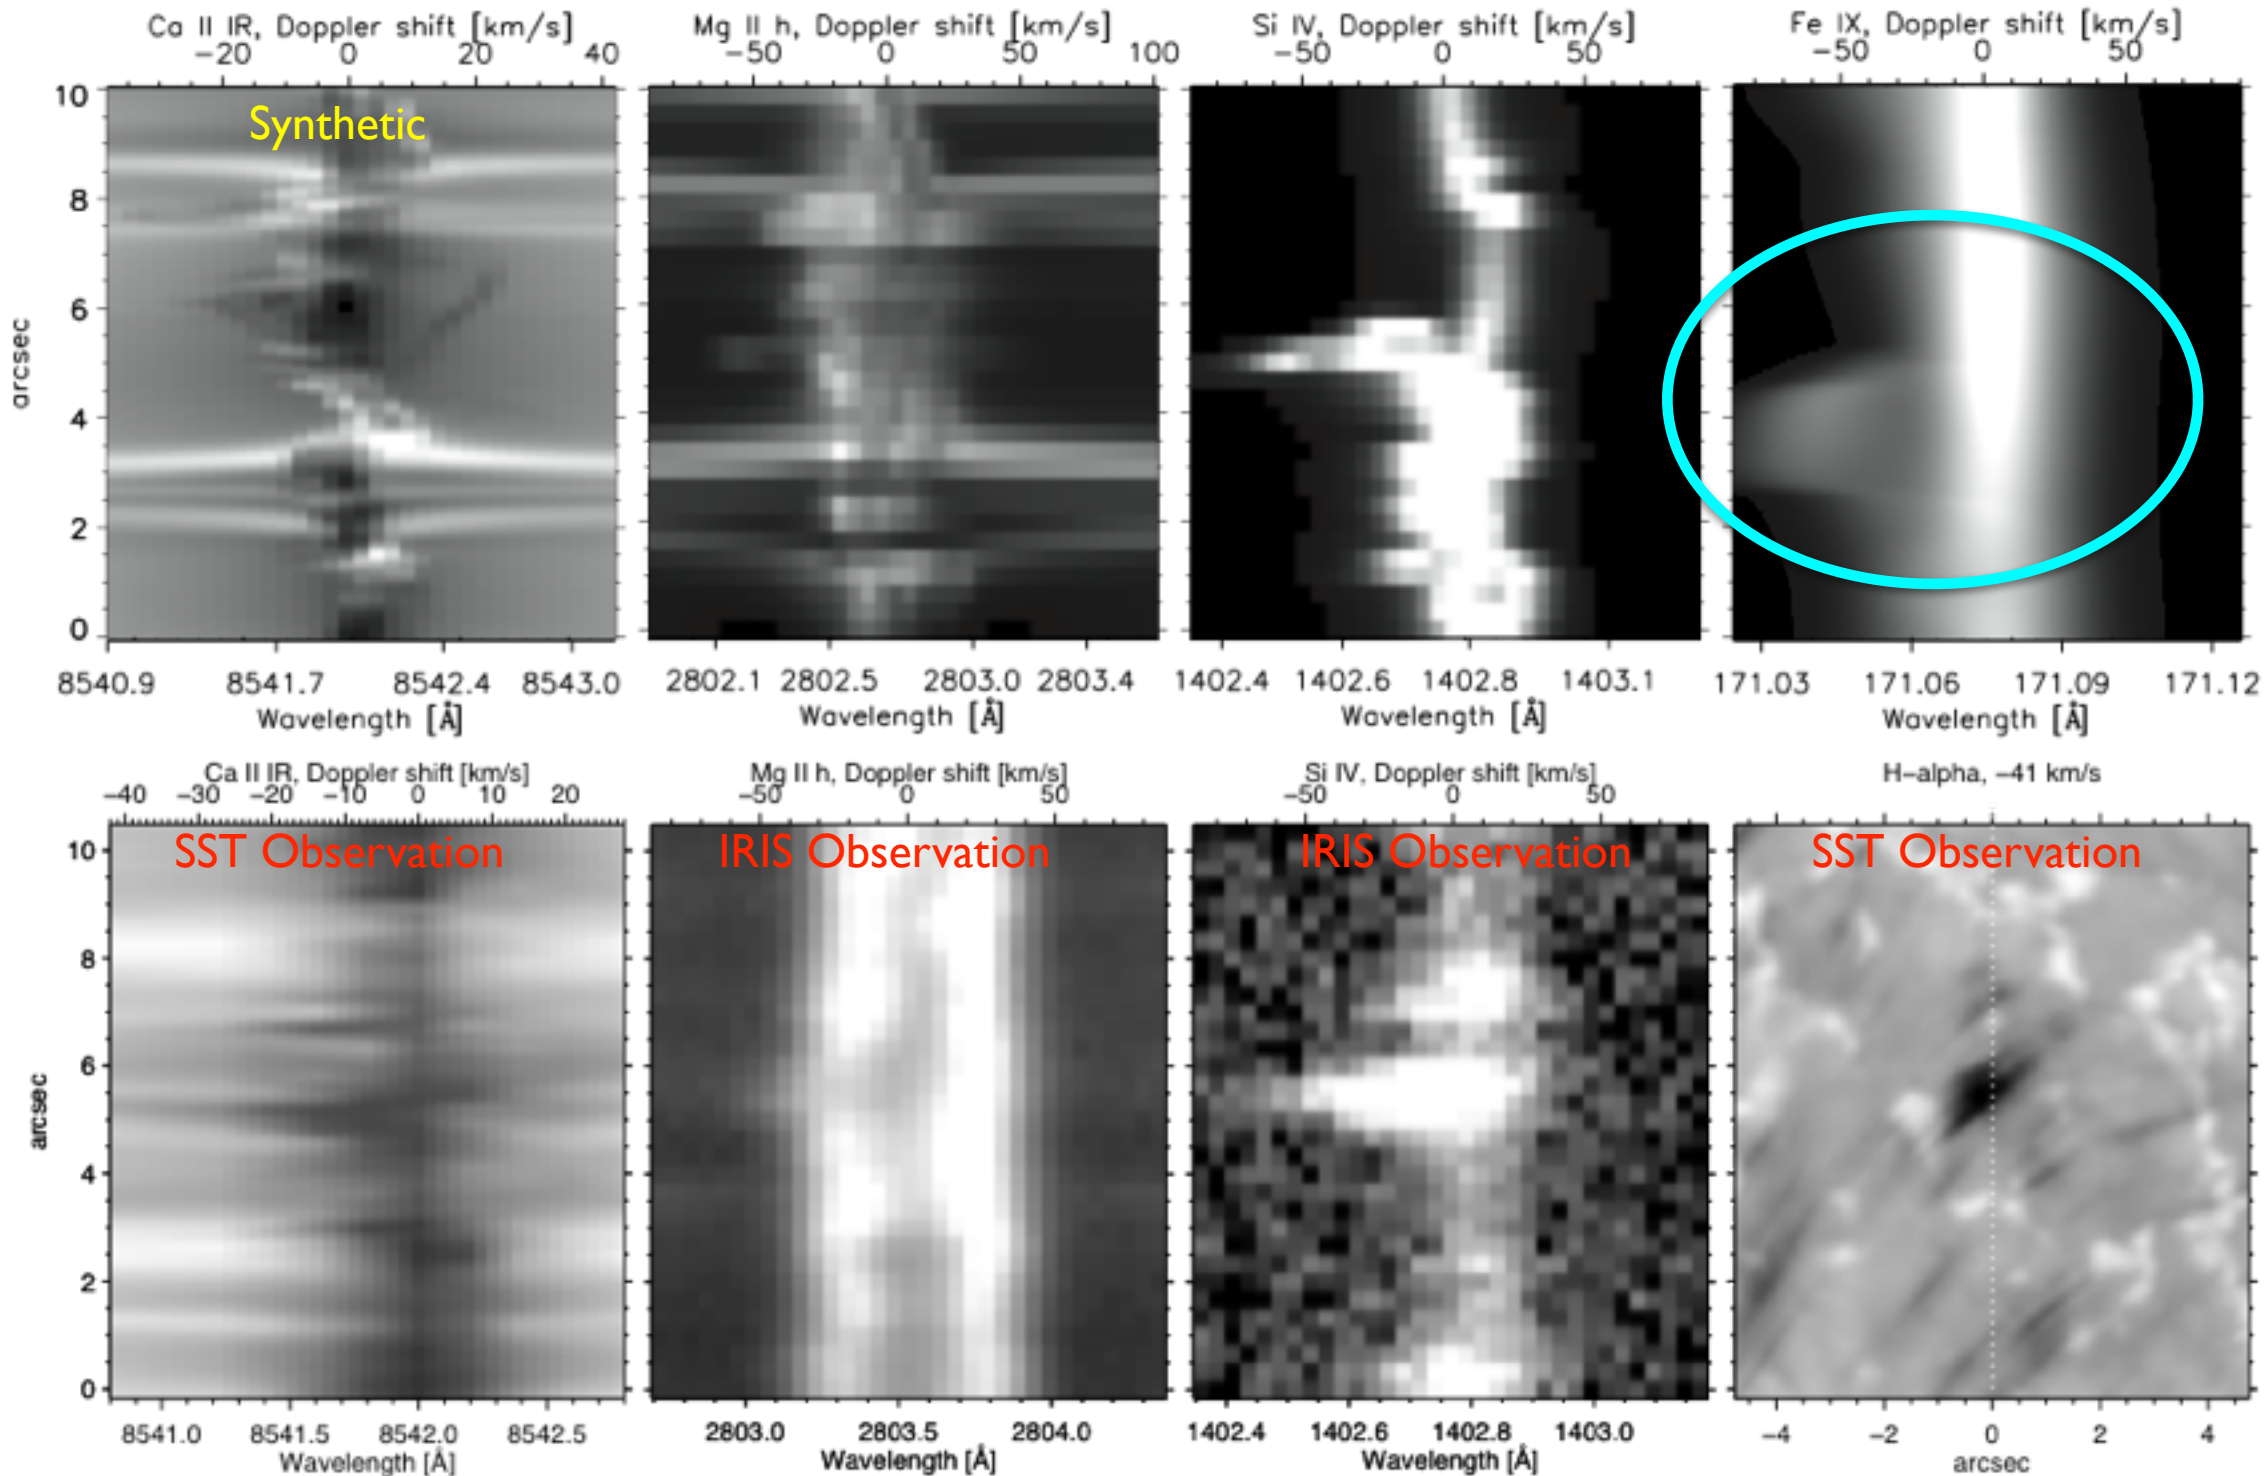 Ca II IR, Doppler shift [km/s]
−20 0 20 40
Mg II h, Doppler shift [km/s]
−50 0 50 100
Si IV, Doppler shift [km/s]
−50 0 50
Fe IX, Doppler shift [km/s]
−50 0 50
Synthetic
10
8
6
4
2
0
arcsec
8540.9 8541.7 8542.4 8543.0
Wavelength [Å]
2802.1 2802.5 2803.0 2803.4
Wavelength [Å]
1402.4 1402.6 1402.8 1403.1
Wavelength [Å]
171.03 171.06 171.09 171.12
Wavelength [Å]
Ca II IR, Doppler shift [km/s]
−40 −30 −20 −10 0 10 20
Mg II h, Doppler shift [km/s]
−50 0 50
Si IV, Doppler shift [km/s]
−50 0 50
H−alpha, −41 km/s
SST Observation
IRIS Observation
IRIS Observation
SST Observation
10
8
6
4
2
0
arcsec
8541.0 8541.5 8542.0 8542.5
Wavelength [Å]
2803.0 2803.5 2804.0
Wavelength [Å]
1402.4 1402.6 1402.8 1403.0
Wavelength [Å]
−4 −2 0 2 4
arcsec